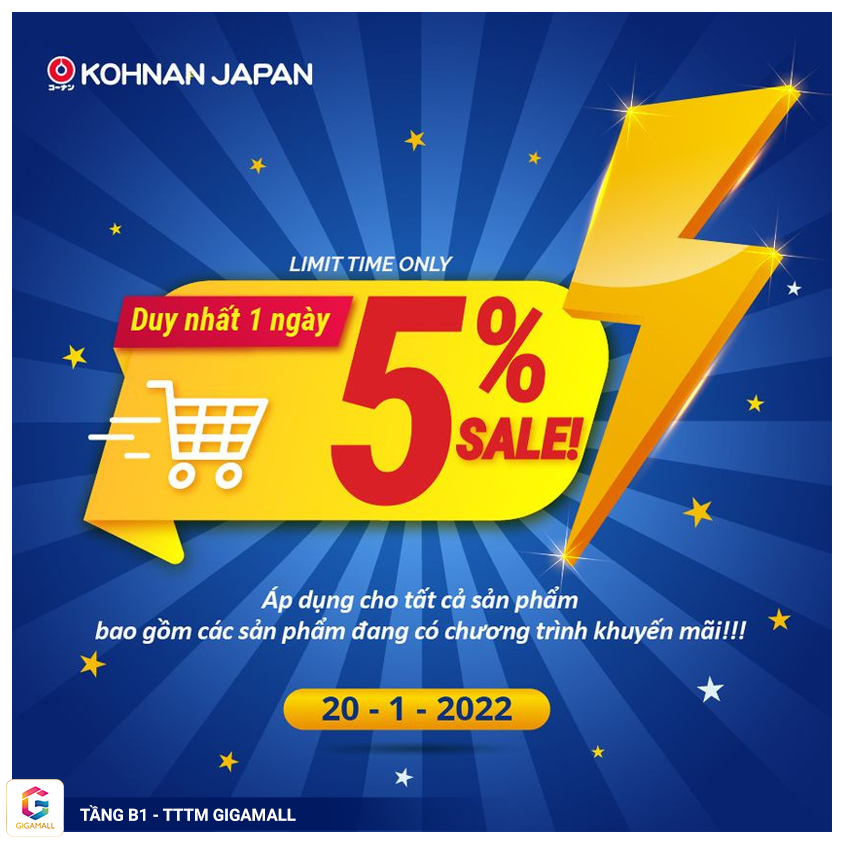 KOHNAN JAPAN
コーナン
LIMIT TIME ONLY
Duy nhất 1 ngày
5%
SALE!
Áp dụng cho tất cả sản phẩm
bao gồm các sản phẩm đang có chương trình khuyến mãi!!!
20 - 1 - 2022
GIGAMALL
TẦNG B1 - TTTM GIGAMALL